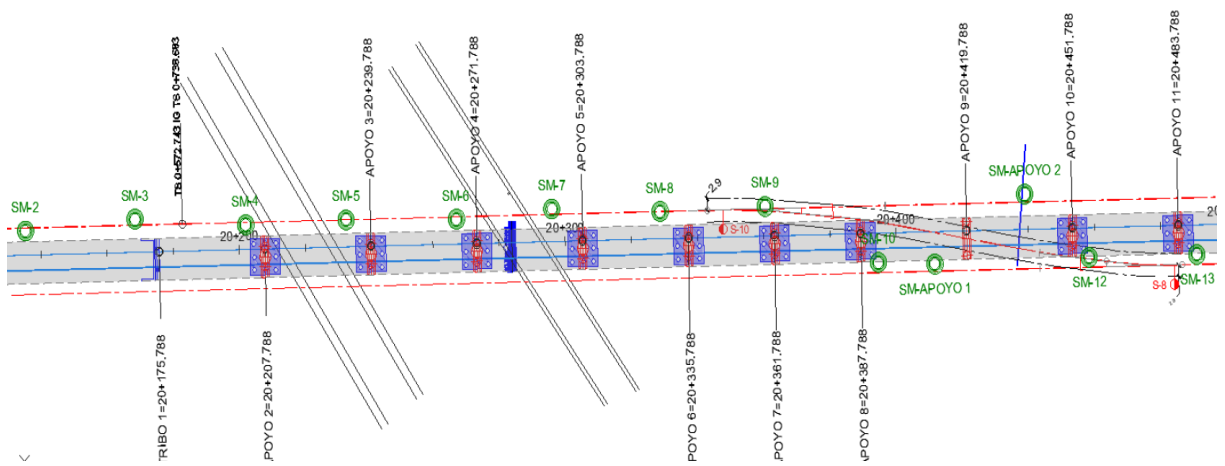 TS 0+572.743 IG TS 0+738.683
APOYO 3=20+239.788
APOYO 4=20+271.788
APOYO 5=20+303.788
APOYO 9=20+419.788
APOYO 10=20+451.788
APOYO 11=20+483.788
SM-2
SM-3
SM-4
SM-5
SM-6
SM-7
SM-8
2.9
SM-9
SM-APOYO 2
20+200
20+300
S-10
20+400
SM-10
SM-APOYO 1
SM-12
SM-13
S-8
TRIBO 1=20+175.788
APOYO 2=20+207.788
APOYO 6=20+335.788
APOYO 7=20+361.788
APOYO 8=20+387.788